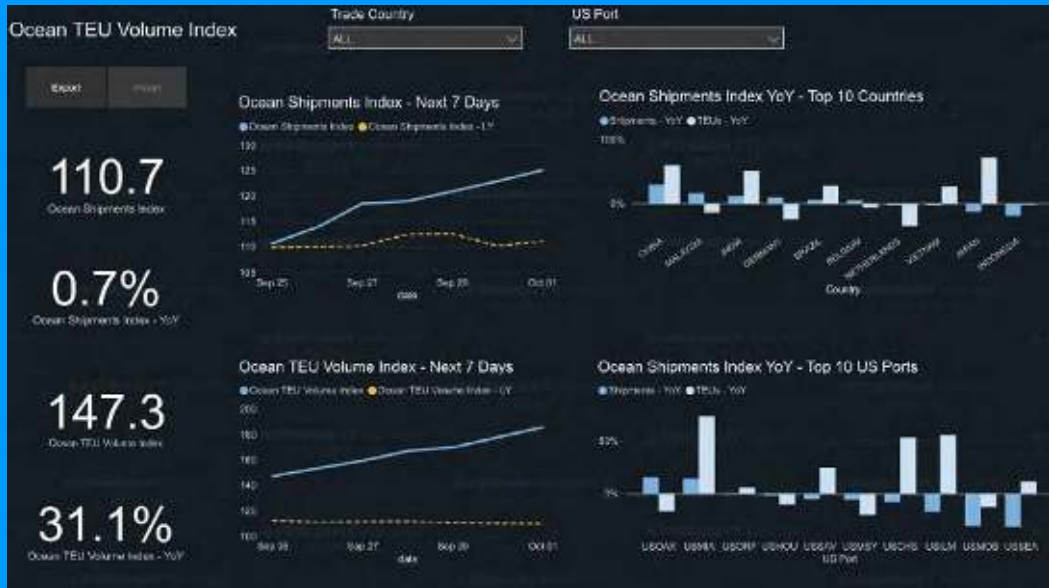 Ocean TEU Volume Index
Trade Country
ALL
US Port
ALL
Export
Import
110.7
Ocean Shipments Index
0.7%
Ocean Shipments Index - YoY
147.3
Ocean TEU Volume Index
31.1%
Ocean TEU Volume Index - YoY
Ocean Shipments Index - Next 7 Days
Ocean Shipments Index Ocean Shipments Index - LY
130
125
120
115
110
105
Sep 25 Sep 27 Sep 29 Oct 01
date
Ocean TEU Volume Index - Next 7 Days
Ocean TEU Volume Index Ocean TEU Volume Index - LY
200
180
160
140
120
100
Sep 25 Sep 27 Sep 29 Oct 01
date
Ocean Shipments Index YoY - Top 10 Countries
Shipments - YoY TEUs - YoY
100%
0%
CHINA MALAYSIA INDIA GERMANY BRAZIL BELGIUM NETHERLANDS VIETNAM JAPAN INDONESIA
Country
Ocean Shipments Index YoY - Top 10 US Ports
Shipments - YoY TEUs - YoY
50%
0%
USOAK USMIA USORF USHOU USSAV USMSY USCHS USILM USMOB USSEA
US Port